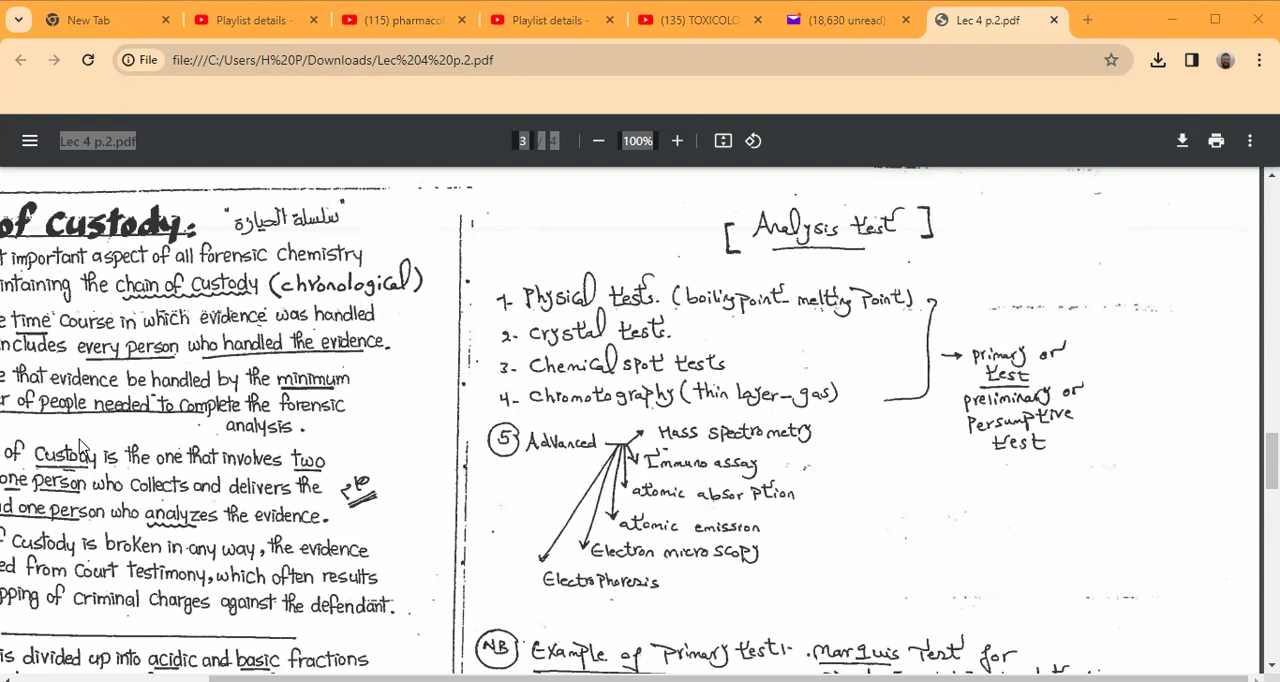 New Tab
Playlist details -
(115) pharmacol
Playlist details -
(135) TOXICOLO
(18,630 unread)
Lec 4 p.2.pdf
File
file:///C:/Users/H%20P/Downloads/Lec%204%20p.2.pdf
Lec 4 p.2.pdf
3 / 4
100%
of Custody:
"سلسلة الحيازة"
t important aspect of all forensic chemistry
intaining the chain of custody (chronological)
e time course in which evidence was handled
ncludes every person who handled the evidence.
e that evidence be handled by the minimum
r of people needed to complete the forensic
analysis.
of Custody is the one that involves two
one person who collects and delivers the
d one person who analyzes the evidence.
f custody is broken in any way, the evidence
ed from Court testimony, which often results
pping of criminal charges against the defendant.
is divided up into acidic and basic fractions
[ Analysis test ]
1- Physical tests. (boiling point - melting point)
2- crystal tests.
3- Chemical spot tests
4- chromotography (thin layer - gas)
→ primary or
test
preliminary or
Persumptive
test
5 Advanced
Mass spectrometry
Immuno assay
atomic absorption
atomic emission
Electron microscopy
Electrophoresis
NB Example of primary test:- . Marquis Test for